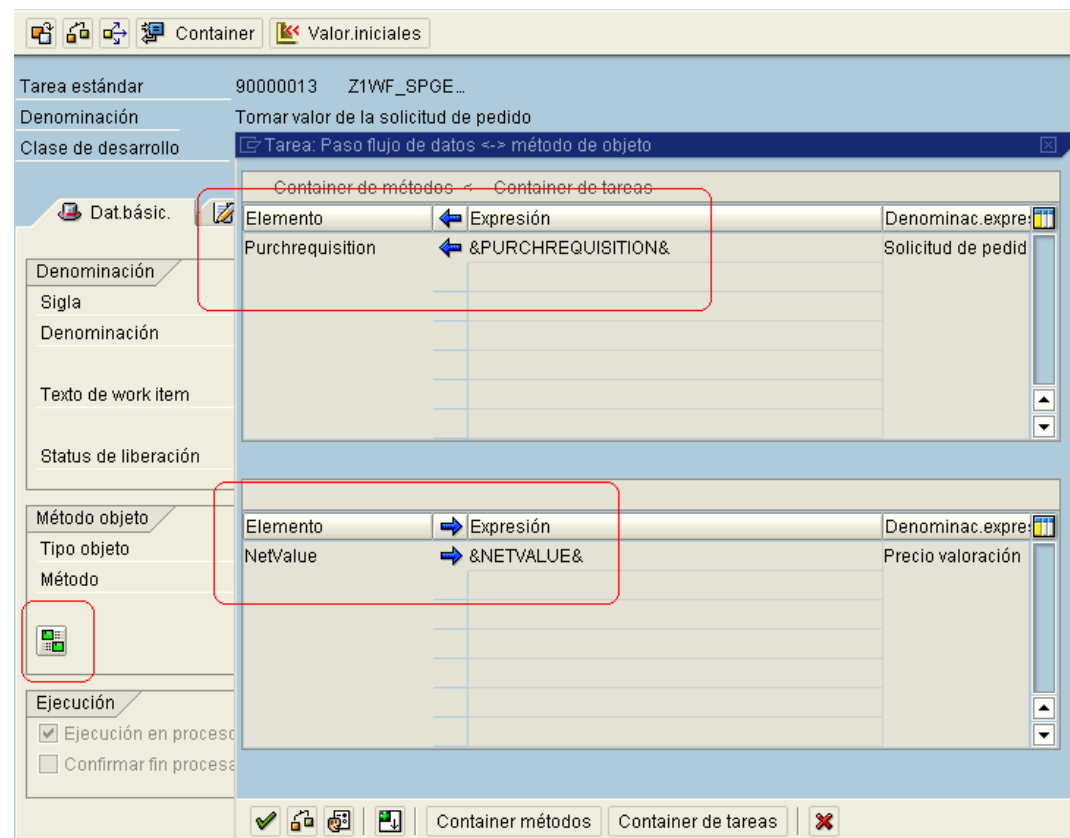 Container Valor.iniciales
Tarea estándar 90000013 Z1WF_SPGE...
Denominación Tomar valor de la solicitud de pedido
Clase de desarrollo
Tarea: Paso flujo de datos <-> método de objeto
Container de métodos < Container de tareas
Dat.básic.
Elemento Expresión Denominac.expre
Purchrequisition &PURCHREQUISITION& Solicitud de pedid
Denominación
Sigla
Denominación
Texto de work item
Status de liberación
Método objeto
Elemento Expresión Denominac.expre
Tipo objeto
NetValue &NETVALUE& Precio valoración
Método
Ejecución
Ejecución en proceso
Confirmar fin procesa
Container métodos Container de tareas